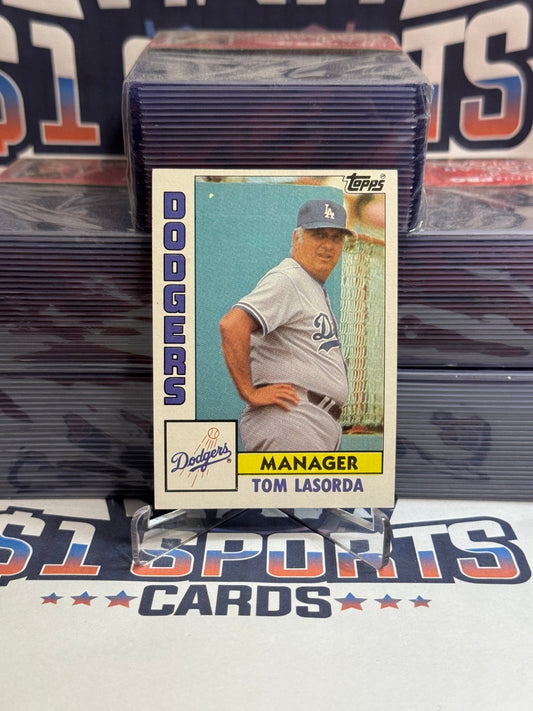 $1 SPORTS
Topps®
DODGERS
LA
D
Dodgers®
MANAGER
TOM LASORDA
$1 SPORTS
CARDS